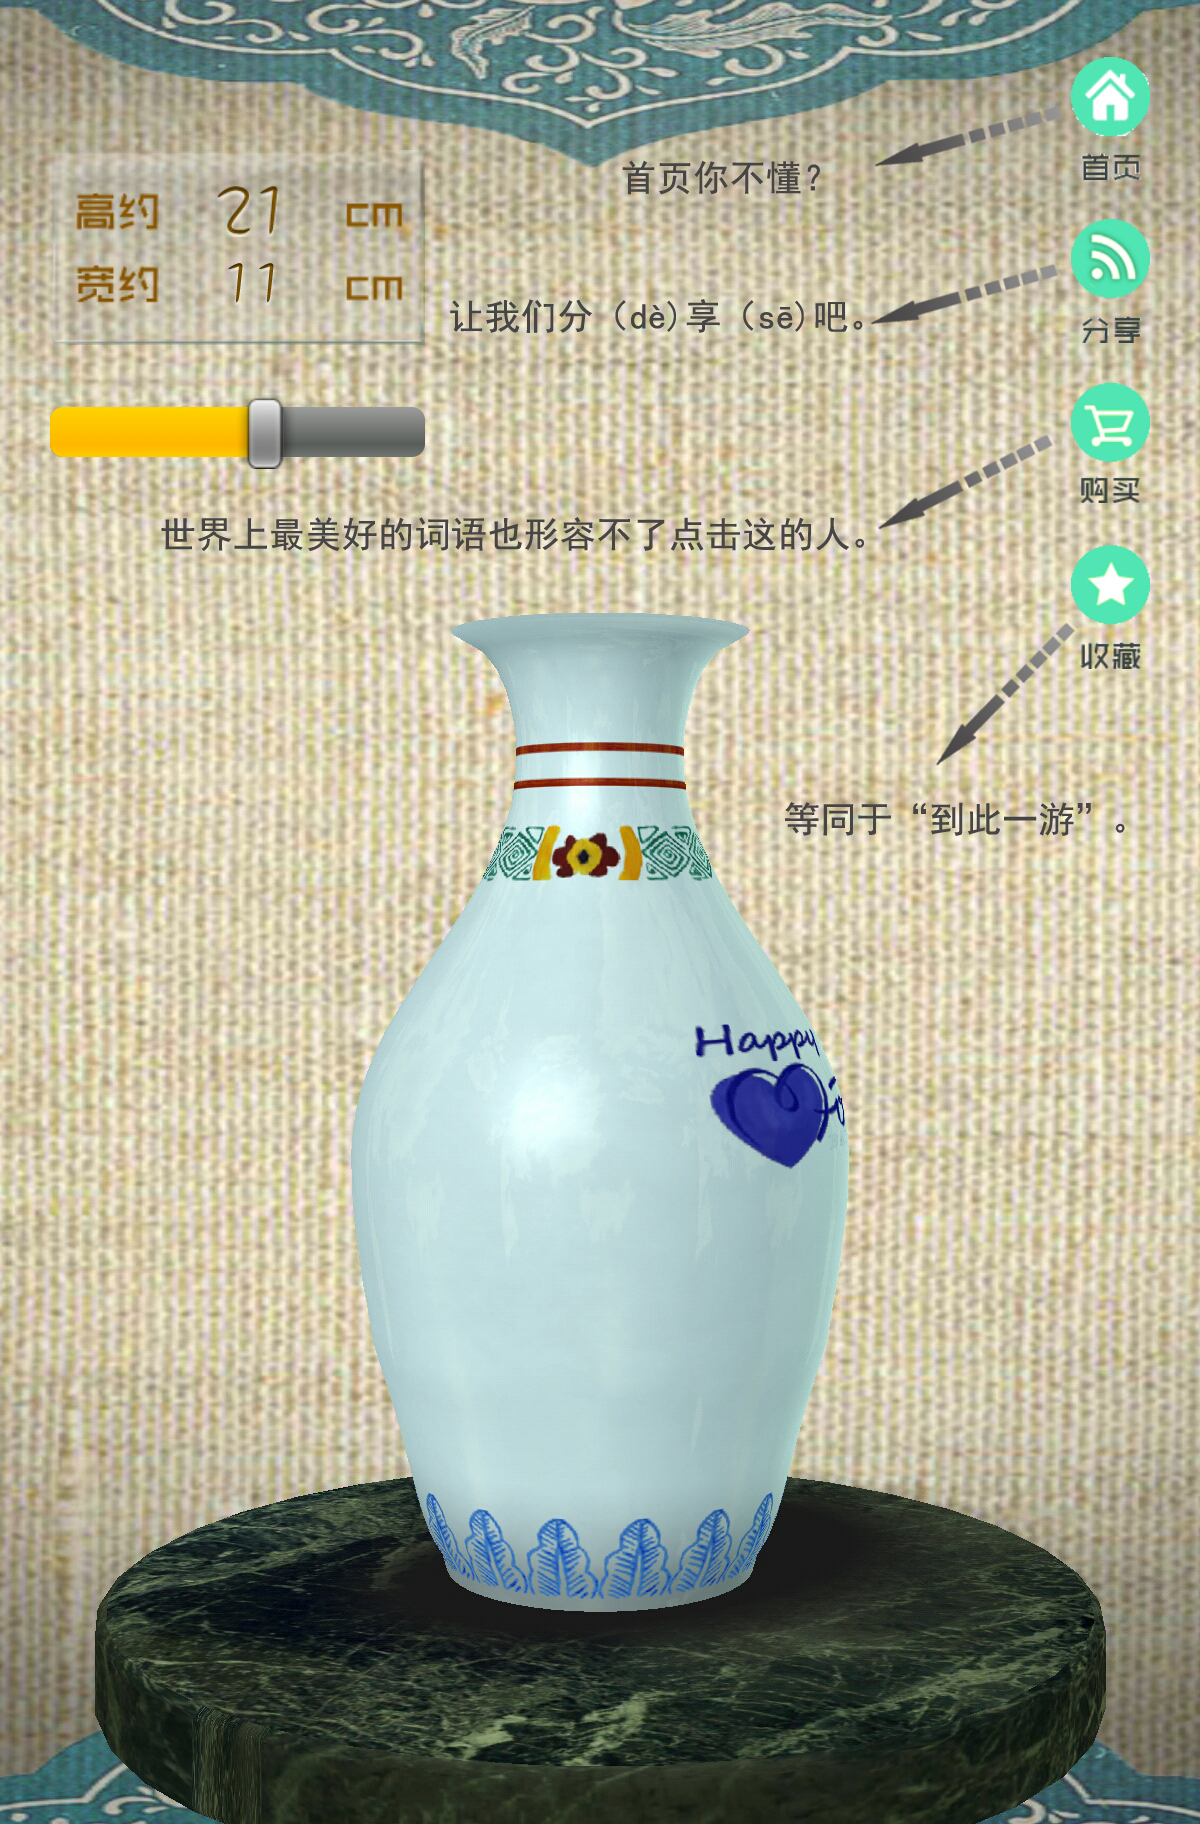 首页
首页你不懂？
高约 21 cm
宽约 11 cm
分享
让我们分（dè）享（sē）吧。
购买
世界上最美好的词语也形容不了点击这的人。
收藏
等同于“到此一游”。
Happy